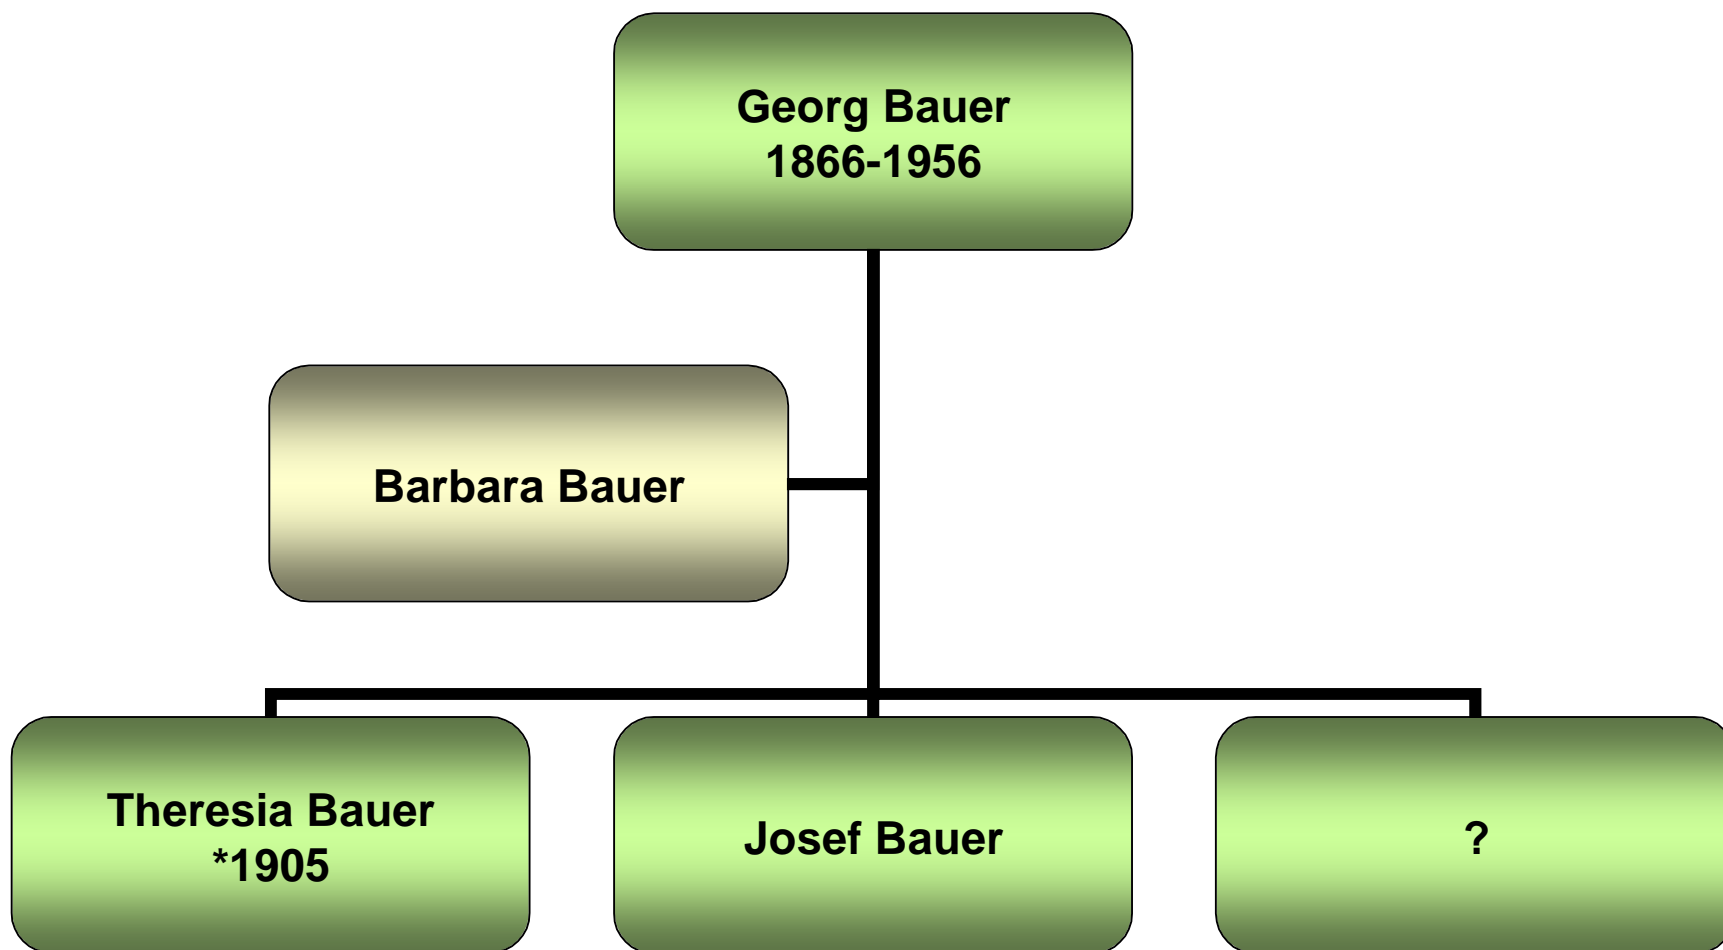 Georg Bauer
1866-1956
Barbara Bauer
Theresia Bauer
*1905
Josef Bauer
?